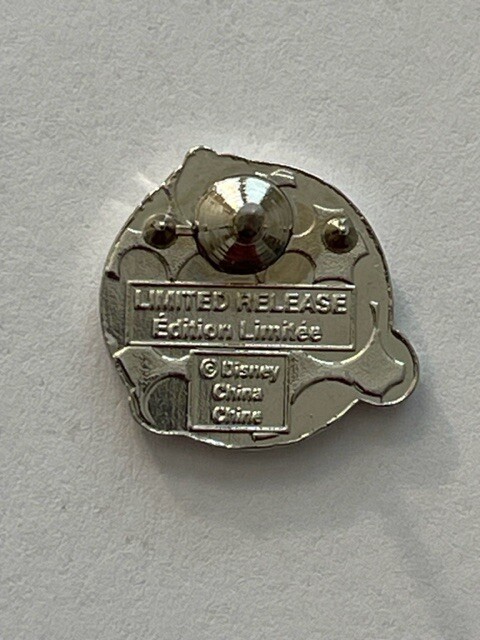 LIMITED RELEASE
Édition Limitée
© Disney
China
Chine